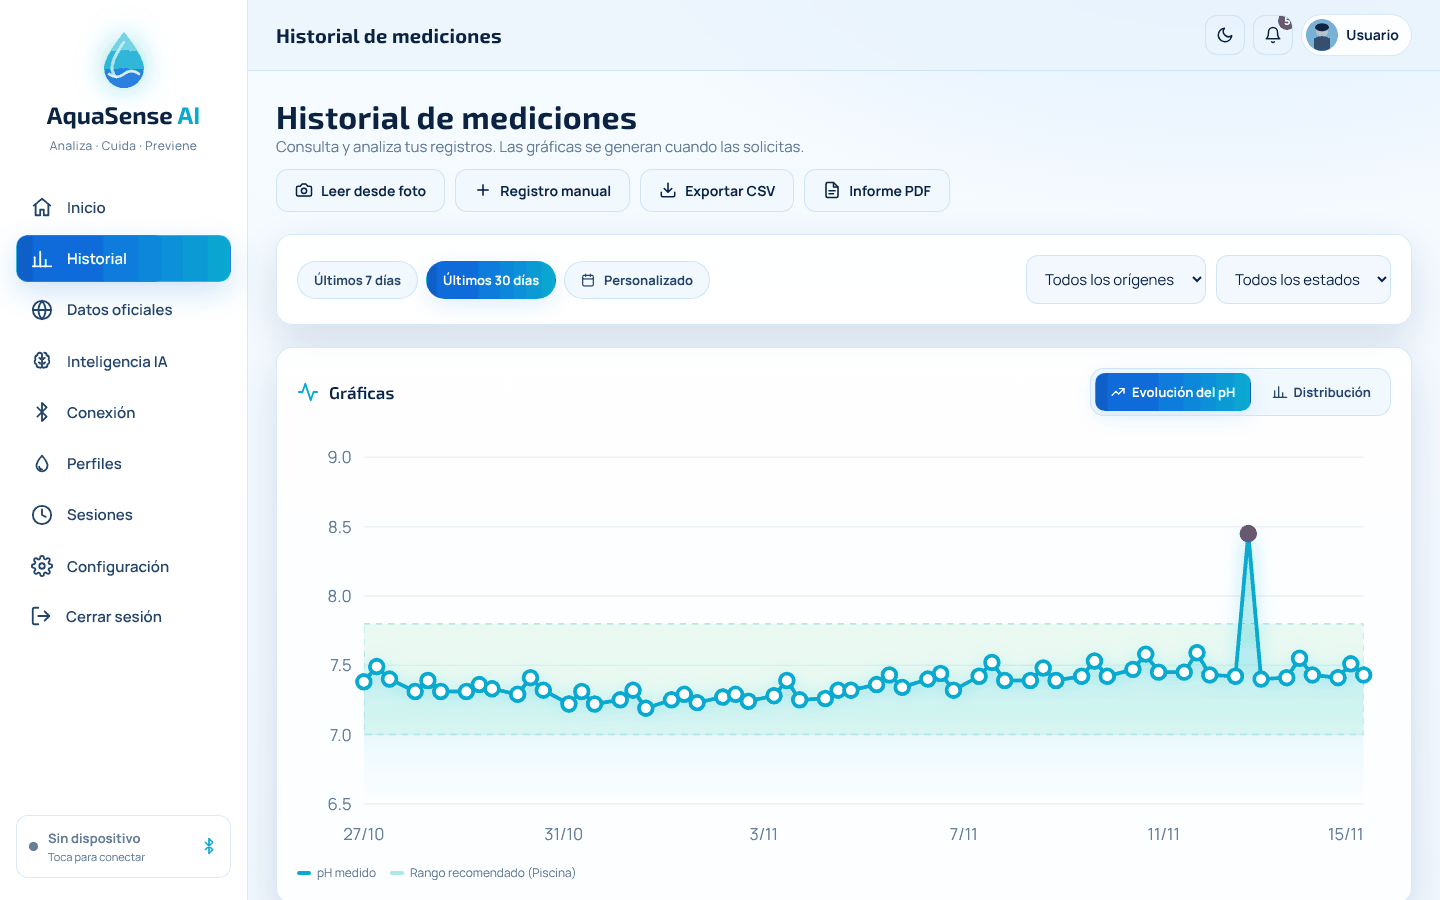 AquaSense AI
Analiza · Cuida · Previene
Inicio
Historial
Datos oficiales
Inteligencia IA
Conexión
Perfiles
Sesiones
Configuración
Cerrar sesión
Sin dispositivo
Toca para conectar
Historial de mediciones
Usuario
Historial de mediciones
Consulta y analiza tus registros. Las gráficas se generan cuando las solicitas.
Leer desde foto
Registro manual
Exportar CSV
Informe PDF
Últimos 7 días
Últimos 30 días
Personalizado
Todos los orígenes
Todos los estados
Gráficas
Evolución del pH
Distribución
9.0
8.5
8.0
7.5
7.0
6.5
27/10
31/10
3/11
7/11
11/11
15/11
pH medido
Rango recomendado (Piscina)